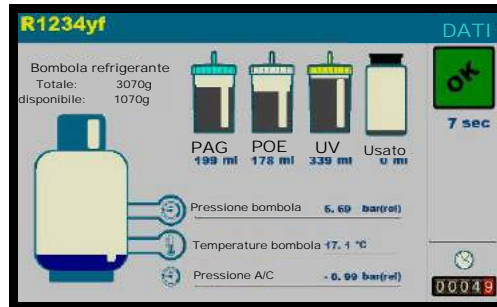 R1234yf
DATI
Bombola refrigerante
Totale: 3070g
disponibile: 1070g
OK
7 sec
PAG POE UV Usato
199 ml 178 ml 339 ml 0 ml
Pressione bombola 6.69 bar(rel)
Temperature bombola 17.1 °C
Pressione A/C -0.99 bar(rel)
00049